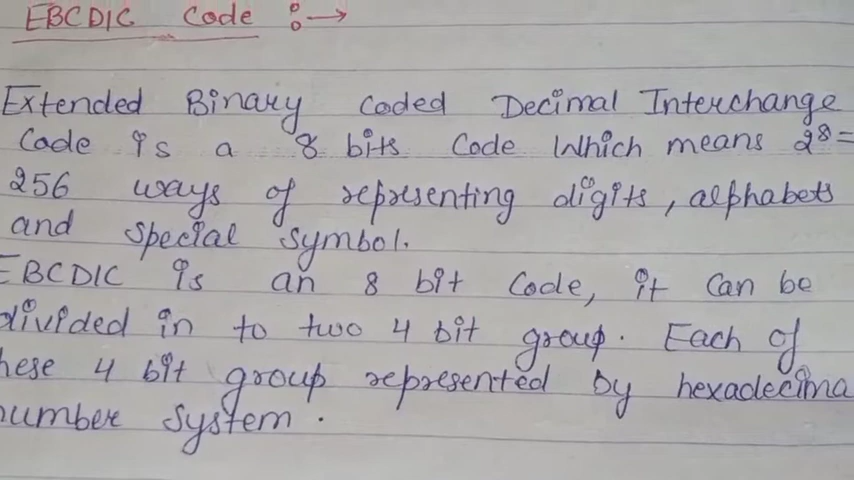 EBCDIC Code :→
Extended Binary Coded Decimal Interchange
Code is a 8 bits Code Which means 2⁸=
256 ways of representing digits, alphabets
and special symbol.
EBCDIC is an 8 bit Code, it can be
divided in to two 4 bit group. Each of
hese 4 bit group represented by hexadecima
number system.